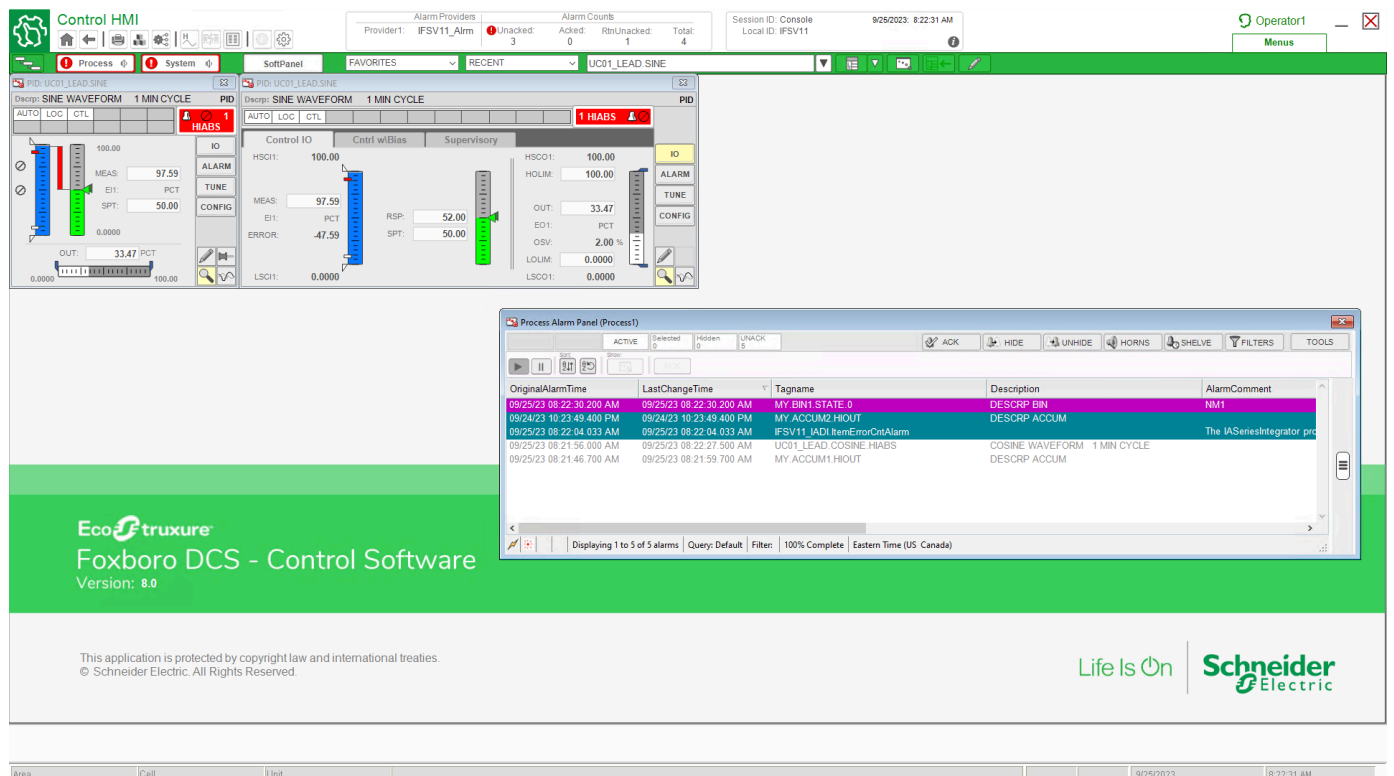 Control HMI
Alarm Providers
Provider1: IFSV11_Alrm
Alarm Counts
Unacked: Acked: RtnUnacked: Total:
3 0 1 4
Session ID: Console
Local ID: IFSV11
9/25/2023: 8:22:31 AM
Operator1
Menus
Process
System
SoftPanel
FAVORITES
RECENT
UC01_LEAD.SINE
PID: UC01_LEAD.SINE
Dscrp: SINE WAVEFORM 1 MIN CYCLE PID
AUTO LOC CTL
1
HIABS
100.00
MEAS: 97.59
EI1: PCT
SPT: 50.00
0.0000
OUT: 33.47 PCT
0.0000 100.00
IO
ALARM
TUNE
CONFIG
PID: UC01_LEAD.SINE
Dscrp: SINE WAVEFORM 1 MIN CYCLE PID
AUTO LOC CTL
1 HIABS
Control IO Cntrl w\Bias Supervisory
HSCI1: 100.00
MEAS: 97.59
EI1: PCT
ERROR: -47.59
LSCI1: 0.0000
RSP: 52.00
SPT: 50.00
HSCO1: 100.00
HOLIM: 100.00
OUT: 33.47
EO1: PCT
OSV: 2.00 %
LOLIM: 0.0000
LSCO1: 0.0000
IO
ALARM
TUNE
CONFIG
Process Alarm Panel (Process1)
ACTIVE
Selected
0
Hidden
0
UNACK
5
ACK HIDE UNHIDE HORNS SHELVE FILTERS TOOLS
Sort: Show:
OriginalAlarmTime LastChangeTime Tagname Description AlarmComment
09/25/23 08:22:30.200 AM 09/25/23 08:22:30.200 AM MY.BIN1.STATE.0 DESCRP BIN NM1
09/24/23 10:23:49.400 PM 09/24/23 10:23:49.400 PM MY.ACCUM2.HIOUT DESCRP ACCUM
09/25/23 08:22:04.033 AM 09/25/23 08:22:04.033 AM IFSV11_IADI.ItemErrorCntAlarm The IASeriesIntegrator pro
09/25/23 08:21:56.000 AM 09/25/23 08:22:27.500 AM UC01_LEAD.COSINE.HIABS COSINE WAVEFORM 1 MIN CYCLE
09/25/23 08:21:46.700 AM 09/25/23 08:21:59.700 AM MY.ACCUM1.HIOUT DESCRP ACCUM
Displaying 1 to 5 of 5 alarms Query: Default Filter: 100% Complete Eastern Time (US Canada)
EcoStruxure
Foxboro DCS - Control Software
Version: 8.0
This application is protected by copyright law and international treaties.
© Schneider Electric. All Rights Reserved.
Life Is On
Schneider
Electric
Area Cell Unit 9/25/2023 8:22:31 AM